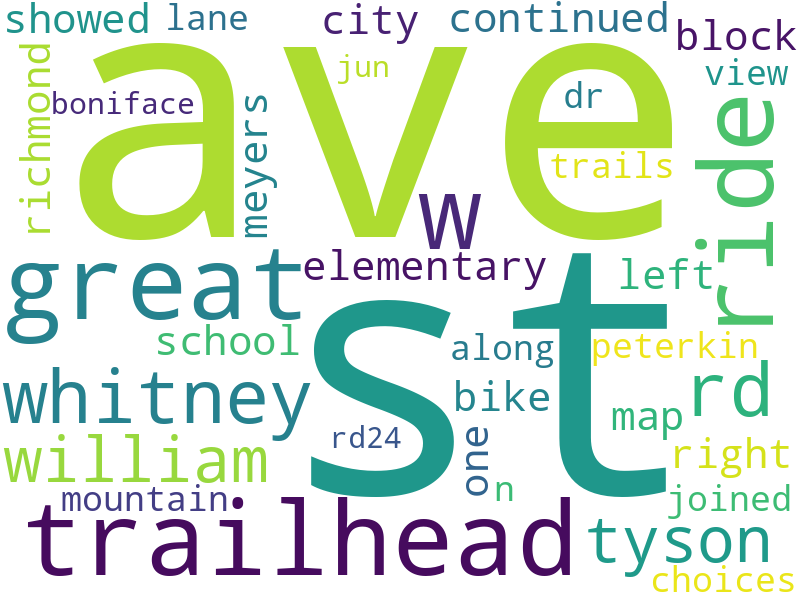 showed
lane
city
continued
block
ave
jun
view
boniface
dr
richmond
meyers
trails
ride
w
great
elementary
left
st
school
along
peterkin
whitney
bike
map
rd
william
rd24
one
right
mountain
n
joined
trailhead
tyson
choices